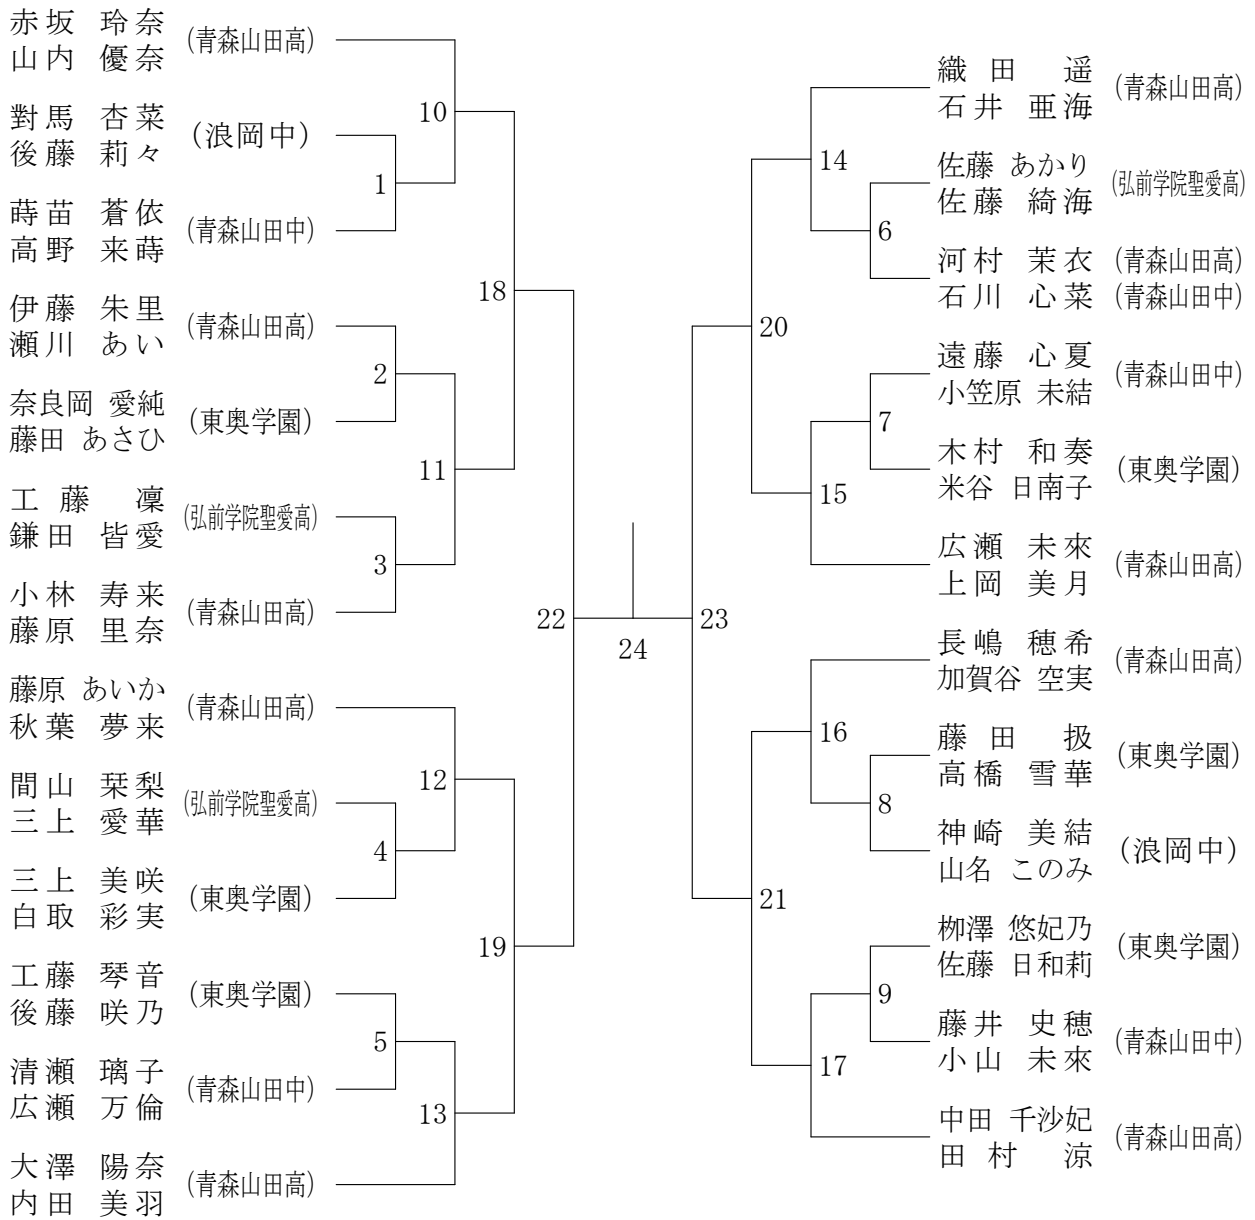 赤坂 玲奈
山内 優奈
(青森山田高)
對馬 杏菜
後藤 莉々
(浪岡中)
蒔苗 蒼依
高野 来蒔
(青森山田中)
伊藤 朱里
瀬川 あい
(青森山田高)
奈良岡 愛純
藤田 あさひ
(東奥学園)
工藤 凜
鎌田 皆愛
(弘前学院聖愛高)
小林 寿来
藤原 里奈
(青森山田高)
藤原 あいか
秋葉 夢来
(青森山田高)
間山 栞梨
三上 愛華
(弘前学院聖愛高)
三上 美咲
白取 彩実
(東奥学園)
工藤 琴音
後藤 咲乃
(東奥学園)
清瀬 璃子
広瀬 万倫
(青森山田中)
大澤 陽奈
内田 美羽
(青森山田高)
1
2
3
4
5
10
11
12
13
18
19
22
24
23
20
21
14
15
16
17
6
7
8
9
織田 遥
石井 亜海
(青森山田高)
佐藤 あかり
佐藤 綺海
(弘前学院聖愛高)
河村 茉衣 (青森山田高)
石川 心菜 (青森山田中)
遠藤 心夏
小笠原 未結
(青森山田中)
木村 和奏
米谷 日南子
(東奥学園)
広瀬 未來
上岡 美月
(青森山田高)
長嶋 穂希
加賀谷 空実
(青森山田高)
藤田 扱
高橋 雪華
(東奥学園)
神崎 美結
山名 このみ
(浪岡中)
栁澤 悠妃乃
佐藤 日和莉
(東奥学園)
藤井 史穂
小山 未來
(青森山田中)
中田 千沙妃
田村 涼
(青森山田高)